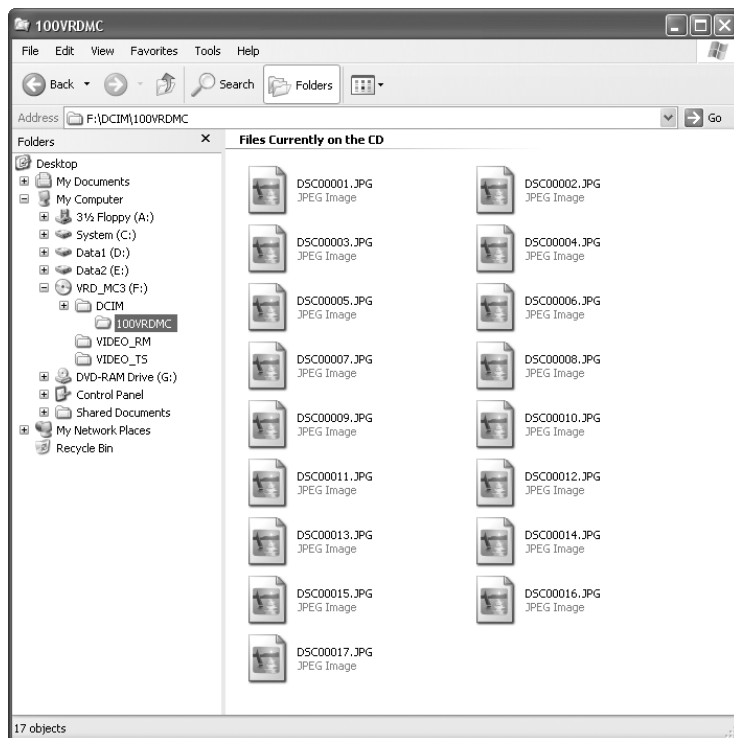 100VRDMC
File Edit View Favorites Tools Help
Back Search Folders
Address F:\DCIM\100VRDMC Go
Folders x
Desktop
My Documents
My Computer
3½ Floppy (A:)
System (C:)
Data1 (D:)
Data2 (E:)
VRD_MC3 (F:)
DCIM
100VRDMC
VIDEO_RM
VIDEO_TS
DVD-RAM Drive (G:)
Control Panel
Shared Documents
My Network Places
Recycle Bin
Files Currently on the CD
DSC00001.JPG
JPEG Image
DSC00002.JPG
JPEG Image
DSC00003.JPG
JPEG Image
DSC00004.JPG
JPEG Image
DSC00005.JPG
JPEG Image
DSC00006.JPG
JPEG Image
DSC00007.JPG
JPEG Image
DSC00008.JPG
JPEG Image
DSC00009.JPG
JPEG Image
DSC00010.JPG
JPEG Image
DSC00011.JPG
JPEG Image
DSC00012.JPG
JPEG Image
DSC00013.JPG
JPEG Image
DSC00014.JPG
JPEG Image
DSC00015.JPG
JPEG Image
DSC00016.JPG
JPEG Image
DSC00017.JPG
JPEG Image
17 objects